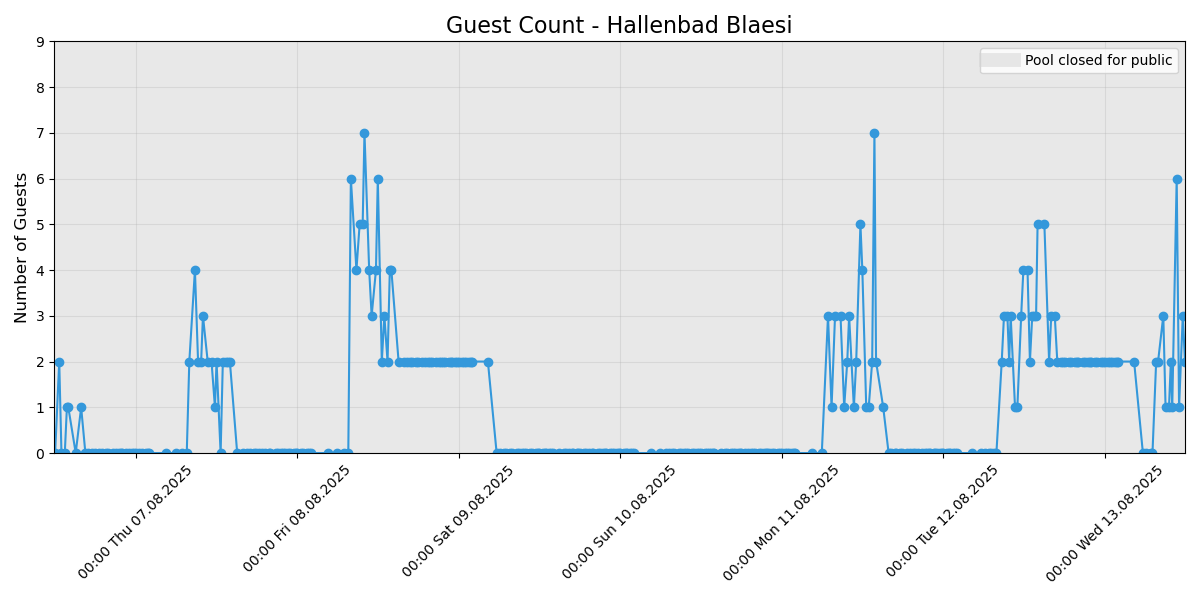 Guest Count - Hallenbad Blaesi
Pool closed for public
Number of Guests
9
8
7
6
5
4
3
2
1
0
00:00 Thu 07.08.2025
00:00 Fri 08.08.2025
00:00 Sat 09.08.2025
00:00 Sun 10.08.2025
00:00 Mon 11.08.2025
00:00 Tue 12.08.2025
00:00 Wed 13.08.2025